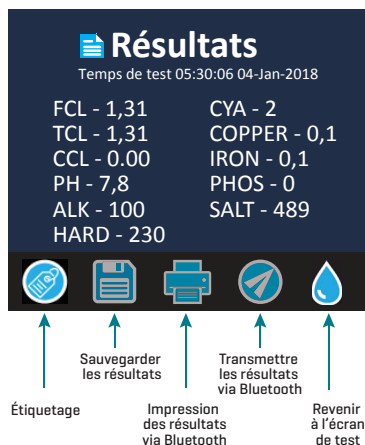 Résultats
Temps de test 05:30:06 04-Jan-2018
FCL - 1,31
TCL - 1,31
CCL - 0.00
PH - 7,8
ALK - 100
HARD - 230
CYA - 2
COPPER - 0,1
IRON - 0,1
PHOS - 0
SALT - 489
Sauvegarder
les résultats
Transmettre
les résultats
via Bluetooth
Étiquetage
Impression
des résultats
via Bluetooth
Revenir
à l'écran
de test